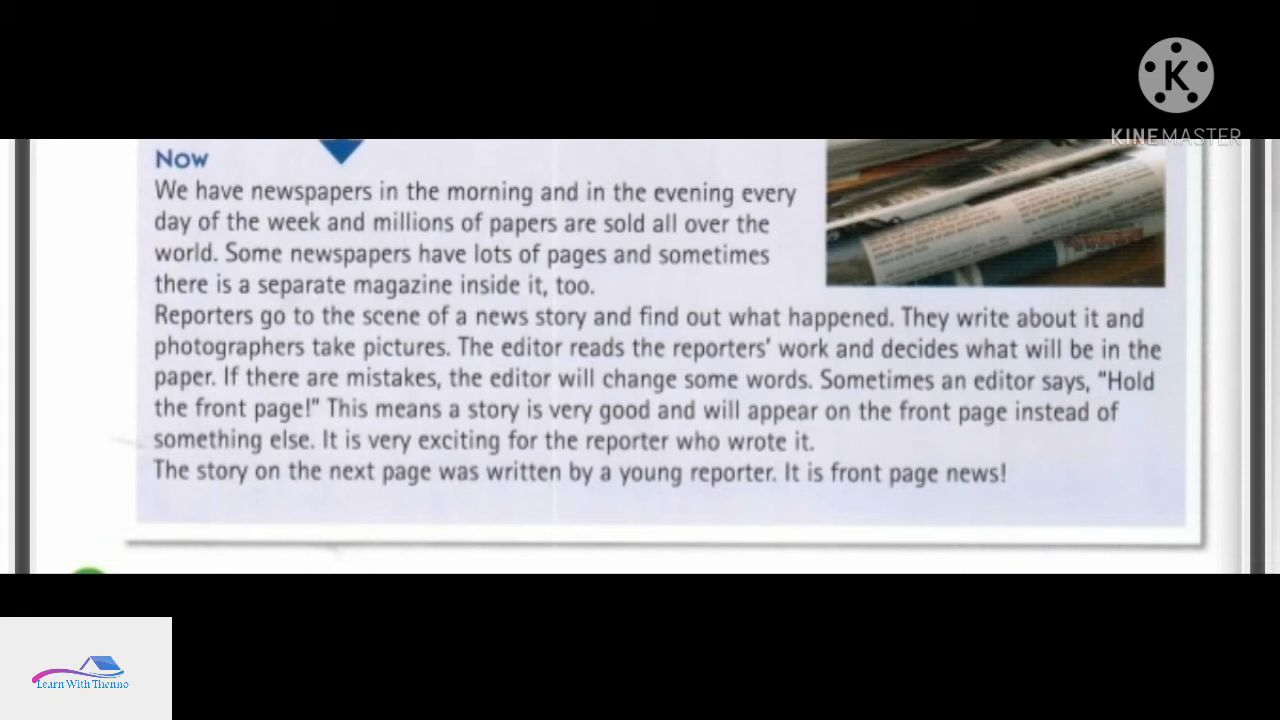 K
KINEMASTER
Now
We have newspapers in the morning and in the evening every
day of the week and millions of papers are sold all over the
world. Some newspapers have lots of pages and sometimes
there is a separate magazine inside it, too.
Reporters go to the scene of a news story and find out what happened. They write about it and
photographers take pictures. The editor reads the reporters' work and decides what will be in the
paper. If there are mistakes, the editor will change some words. Sometimes an editor says, "Hold
the front page!" This means a story is very good and will appear on the front page instead of
something else. It is very exciting for the reporter who wrote it.
The story on the next page was written by a young reporter. It is front page news!
Learn With Thenno